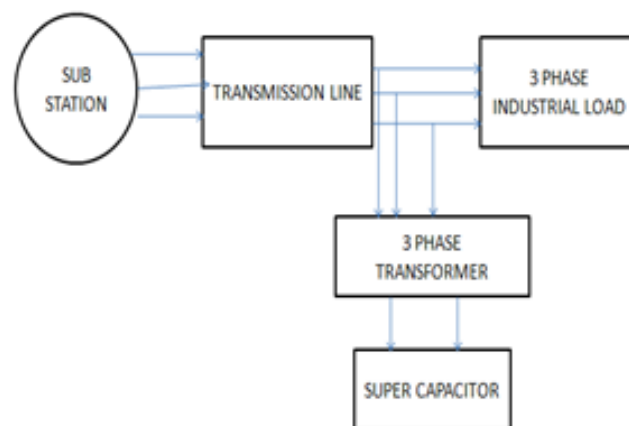 SUB
STATION
TRANSMISSION LINE
3 PHASE
INDUSTRIAL LOAD
3 PHASE
TRANSFORMER
SUPER CAPACITOR